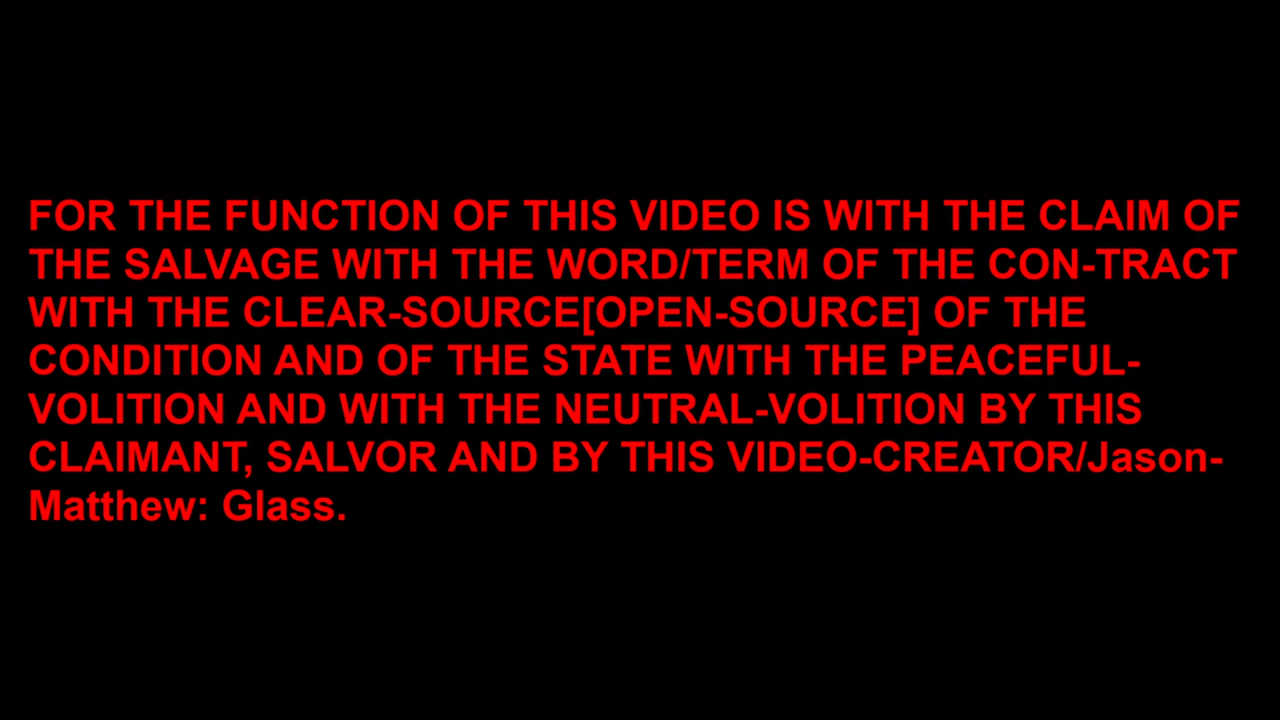 FOR THE FUNCTION OF THIS VIDEO IS WITH THE CLAIM OF
THE SALVAGE WITH THE WORD/TERM OF THE CON-TRACT
WITH THE CLEAR-SOURCE[OPEN-SOURCE] OF THE
CONDITION AND OF THE STATE WITH THE PEACEFUL-
VOLITION AND WITH THE NEUTRAL-VOLITION BY THIS
CLAIMANT, SALVOR AND BY THIS VIDEO-CREATOR/Jason-
Matthew: Glass.